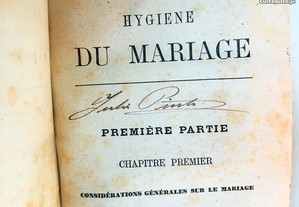 HYGIENE
DU MARIAGE
PREMIÈRE PARTIE
CHAPITRE PREMIER
CONSIDÉRATIONS GÉNÉRALES SUR LE MARIAGE